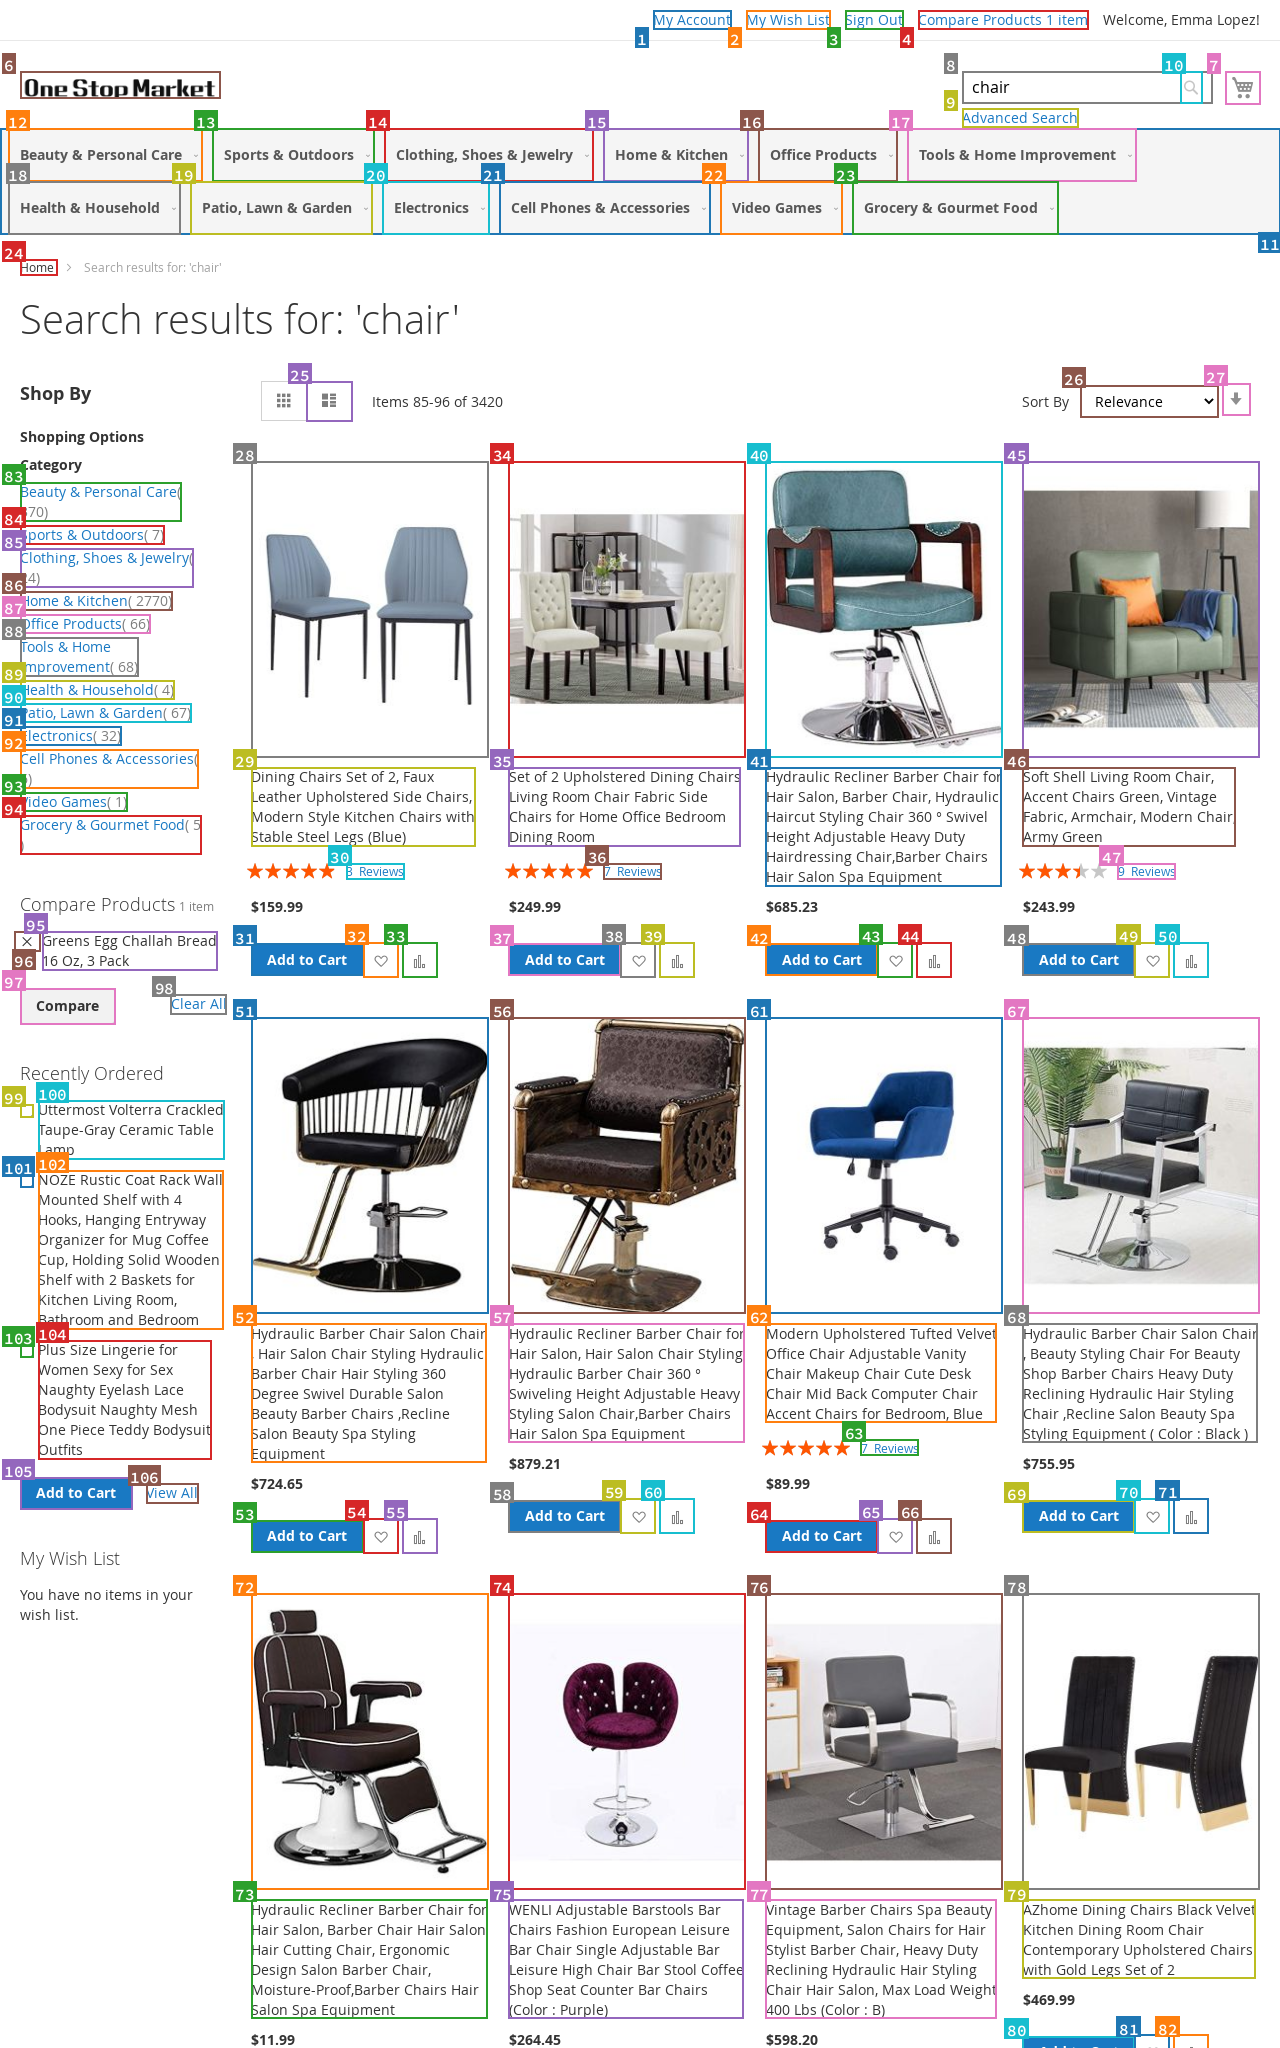 My Account
My Wish List
Sign Out
Compare Products 1 item
Welcome, Emma Lopez!
1
2
3
4
6
One Stop Market
8
chair
10
7
9
Advanced Search
12
Beauty & Personal Care
13
Sports & Outdoors
14
Clothing, Shoes & Jewelry
15
Home & Kitchen
16
Office Products
17
Tools & Home Improvement
18
Health & Household
19
Patio, Lawn & Garden
20
Electronics
21
Cell Phones & Accessories
22
Video Games
23
Grocery & Gourmet Food
11
24
Home
Search results for: 'chair'
Search results for: 'chair'
Shop By
Shopping Options
Category
83
Beauty & Personal Care(
370)
84
Sports & Outdoors( 7)
85
Clothing, Shoes & Jewelry(
4)
86
Home & Kitchen( 2770)
87
Office Products( 66)
88
Tools & Home
Improvement( 68)
89
Health & Household( 4)
90
Patio, Lawn & Garden( 67)
91
Electronics( 32)
92
Cell Phones & Accessories(
)
93
Video Games( 1)
94
Grocery & Gourmet Food( 5
)
Compare Products 1 item
95
96
Greens Egg Challah Bread
16 Oz, 3 Pack
97
Compare
98
Clear All
Recently Ordered
99
100
Uttermost Volterra Crackled
Taupe-Gray Ceramic Table
Lamp
101
102
NOZE Rustic Coat Rack Wall
Mounted Shelf with 4
Hooks, Hanging Entryway
Organizer for Mug Coffee
Cup, Holding Solid Wooden
Shelf with 2 Baskets for
Kitchen Living Room,
Bathroom and Bedroom
103
104
Plus Size Lingerie for
Women Sexy for Sex
Naughty Eyelash Lace
Bodysuit Naughty Mesh
One Piece Teddy Bodysuit
Outfits
105
Add to Cart
106
View All
My Wish List
You have no items in your
wish list.
25
Items 85-96 of 3420
Sort By
26
Relevance
27
28
29
Dining Chairs Set of 2, Faux
Leather Upholstered Side Chairs,
Modern Style Kitchen Chairs with
Stable Steel Legs (Blue)
30
3 Reviews
$159.99
31
Add to Cart
32
33
34
35
Set of 2 Upholstered Dining Chairs
Living Room Chair Fabric Side
Chairs for Home Office Bedroom
Dining Room
36
7 Reviews
$249.99
37
Add to Cart
38
39
40
41
Hydraulic Recliner Barber Chair for
Hair Salon, Barber Chair, Hydraulic
Haircut Styling Chair 360 ° Swivel
Height Adjustable Heavy Duty
Hairdressing Chair,Barber Chairs
Hair Salon Spa Equipment
$685.23
42
Add to Cart
43
44
45
46
Soft Shell Living Room Chair,
Accent Chairs Green, Vintage
Fabric, Armchair, Modern Chair,
Army Green
47
9 Reviews
$243.99
48
Add to Cart
49
50
51
52
Hydraulic Barber Chair Salon Chair
, Hair Salon Chair Styling Hydraulic
Barber Chair Hair Styling 360
Degree Swivel Durable Salon
Beauty Barber Chairs ,Recline
Salon Beauty Spa Styling
Equipment
$724.65
53
Add to Cart
54
55
56
57
Hydraulic Recliner Barber Chair for
Hair Salon, Hair Salon Chair Styling
Hydraulic Barber Chair 360 °
Swiveling Height Adjustable Heavy
Styling Salon Chair,Barber Chairs
Hair Salon Spa Equipment
$879.21
58
Add to Cart
59
60
61
62
Modern Upholstered Tufted Velvet
Office Chair Adjustable Vanity
Chair Makeup Chair Cute Desk
Chair Mid Back Computer Chair
Accent Chairs for Bedroom, Blue
63
7 Reviews
$89.99
64
Add to Cart
65
66
67
68
Hydraulic Barber Chair Salon Chair
, Beauty Styling Chair For Beauty
Shop Barber Chairs Heavy Duty
Reclining Hydraulic Hair Styling
Chair ,Recline Salon Beauty Spa
Styling Equipment ( Color : Black )
$755.95
69
Add to Cart
70
71
72
73
Hydraulic Recliner Barber Chair for
Hair Salon, Barber Chair Hair Salon
Hair Cutting Chair, Ergonomic
Design Salon Barber Chair,
Moisture-Proof,Barber Chairs Hair
Salon Spa Equipment
$11.99
74
75
WENLI Adjustable Barstools Bar
Chairs Fashion European Leisure
Bar Chair Single Adjustable Bar
Leisure High Chair Bar Stool Coffee
Shop Seat Counter Bar Chairs
(Color : Purple)
$264.45
76
77
Vintage Barber Chairs Spa Beauty
Equipment, Salon Chairs for Hair
Stylist Barber Chair, Heavy Duty
Reclining Hydraulic Hair Styling
Chair Hair Salon, Max Load Weight
400 Lbs (Color : B)
$598.20
78
79
AZhome Dining Chairs Black Velvet
Kitchen Dining Room Chair
Contemporary Upholstered Chairs
with Gold Legs Set of 2
$469.99
80
81
82